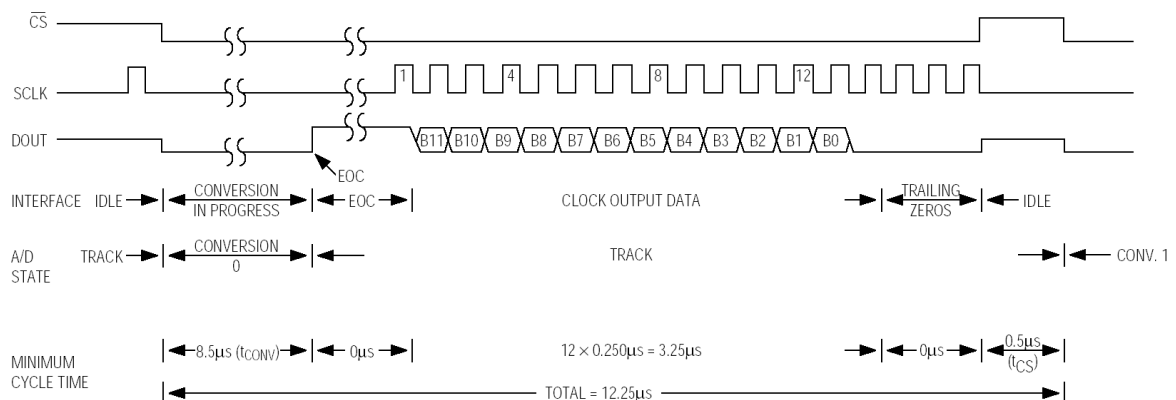 CS
SCLK
1 4 8 12
DOUT
B11 B10 B9 B8 B7 B6 B5 B4 B3 B2 B1 B0
EOC
INTERFACE IDLE CONVERSION IN PROGRESS EOC CLOCK OUTPUT DATA TRAILING ZEROS IDLE
A/D STATE TRACK CONVERSION 0 TRACK CONV. 1
MINIMUM CYCLE TIME 8.5µs (tCONV) 0µs 12 × 0.250µs = 3.25µs 0µs 0.5µs (tCS)
TOTAL = 12.25µs